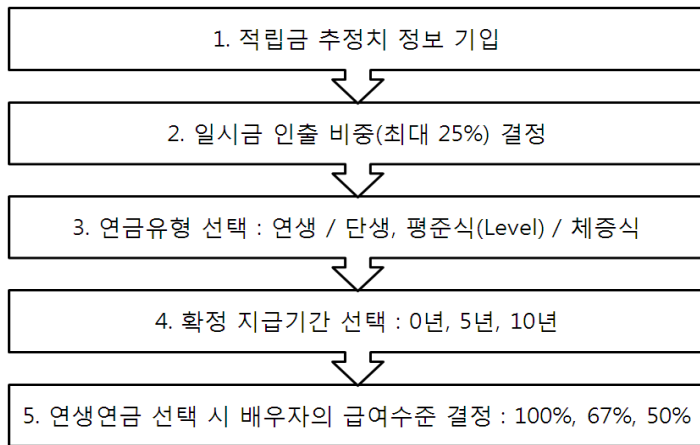 1. 적립금 추정치 정보 기입
2. 일시금 인출 비중(최대 25%) 결정
3. 연금유형 선택 : 연생 / 단생, 평준식(Level) / 체증식
4. 확정 지급기간 선택 : 0년, 5년, 10년
5. 연생연금 선택 시 배우자의 급여수준 결정 : 100%, 67%, 50%